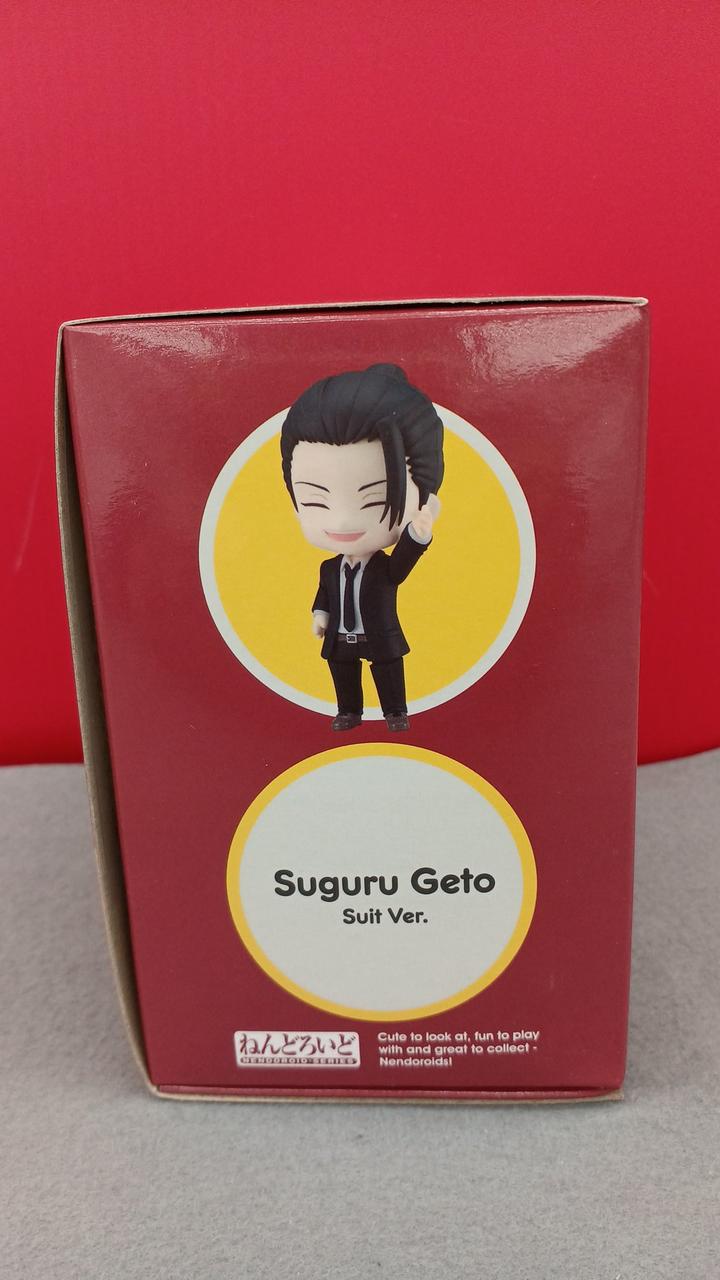 Suguru Geto
Suit Ver.
ねんどろいど
NENDOROID SERIES
Cute to look at, fun to play
with and great to collect -
Nendoroids!